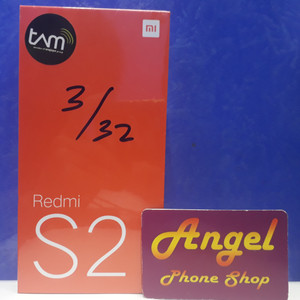 tam
mi
3/32
Redmi
S2
Angel
Phone Shop